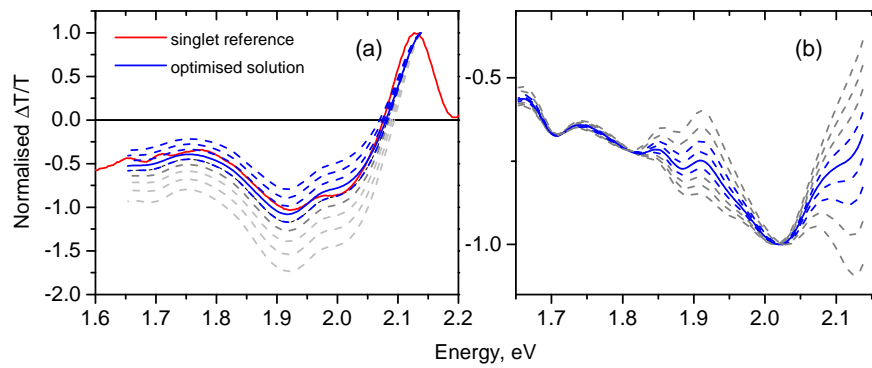 singlet reference
optimised solution
(a)
(b)
Normalised ΔT/T
1.0
0.5
0.0
-0.5
-1.0
-1.5
-2.0
1.6 1.7 1.8 1.9 2.0 2.1 2.2
-0.5
-1.0
1.7 1.8 1.9 2.0 2.1
Energy, eV